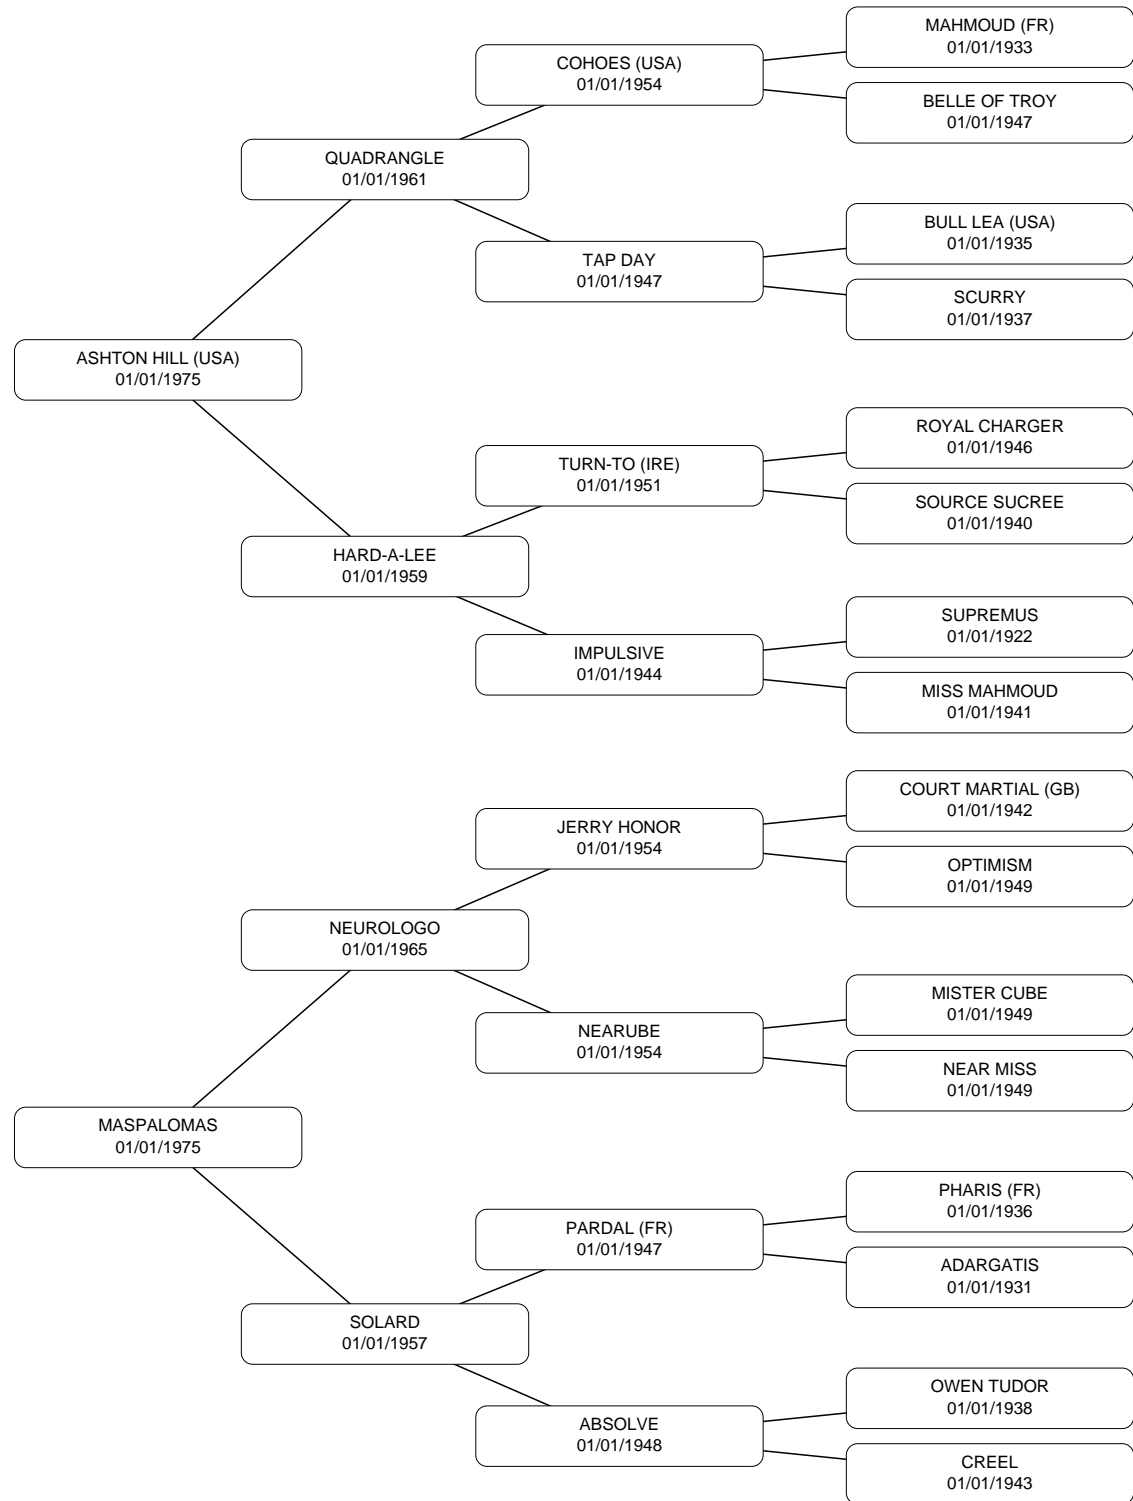 MAHMOUD (FR)
01/01/1933
COHOES (USA)
01/01/1954
BELLE OF TROY
01/01/1947
QUADRANGLE
01/01/1961
BULL LEA (USA)
01/01/1935
TAP DAY
01/01/1947
SCURRY
01/01/1937
ASHTON HILL (USA)
01/01/1975
ROYAL CHARGER
01/01/1946
TURN-TO (IRE)
01/01/1951
SOURCE SUCREE
01/01/1940
HARD-A-LEE
01/01/1959
SUPREMUS
01/01/1922
IMPULSIVE
01/01/1944
MISS MAHMOUD
01/01/1941
COURT MARTIAL (GB)
01/01/1942
JERRY HONOR
01/01/1954
OPTIMISM
01/01/1949
NEUROLOGO
01/01/1965
MISTER CUBE
01/01/1949
NEARUBE
01/01/1954
NEAR MISS
01/01/1949
MASPALOMAS
01/01/1975
PHARIS (FR)
01/01/1936
PARDAL (FR)
01/01/1947
ADARGATIS
01/01/1931
SOLARD
01/01/1957
OWEN TUDOR
01/01/1938
ABSOLVE
01/01/1948
CREEL
01/01/1943